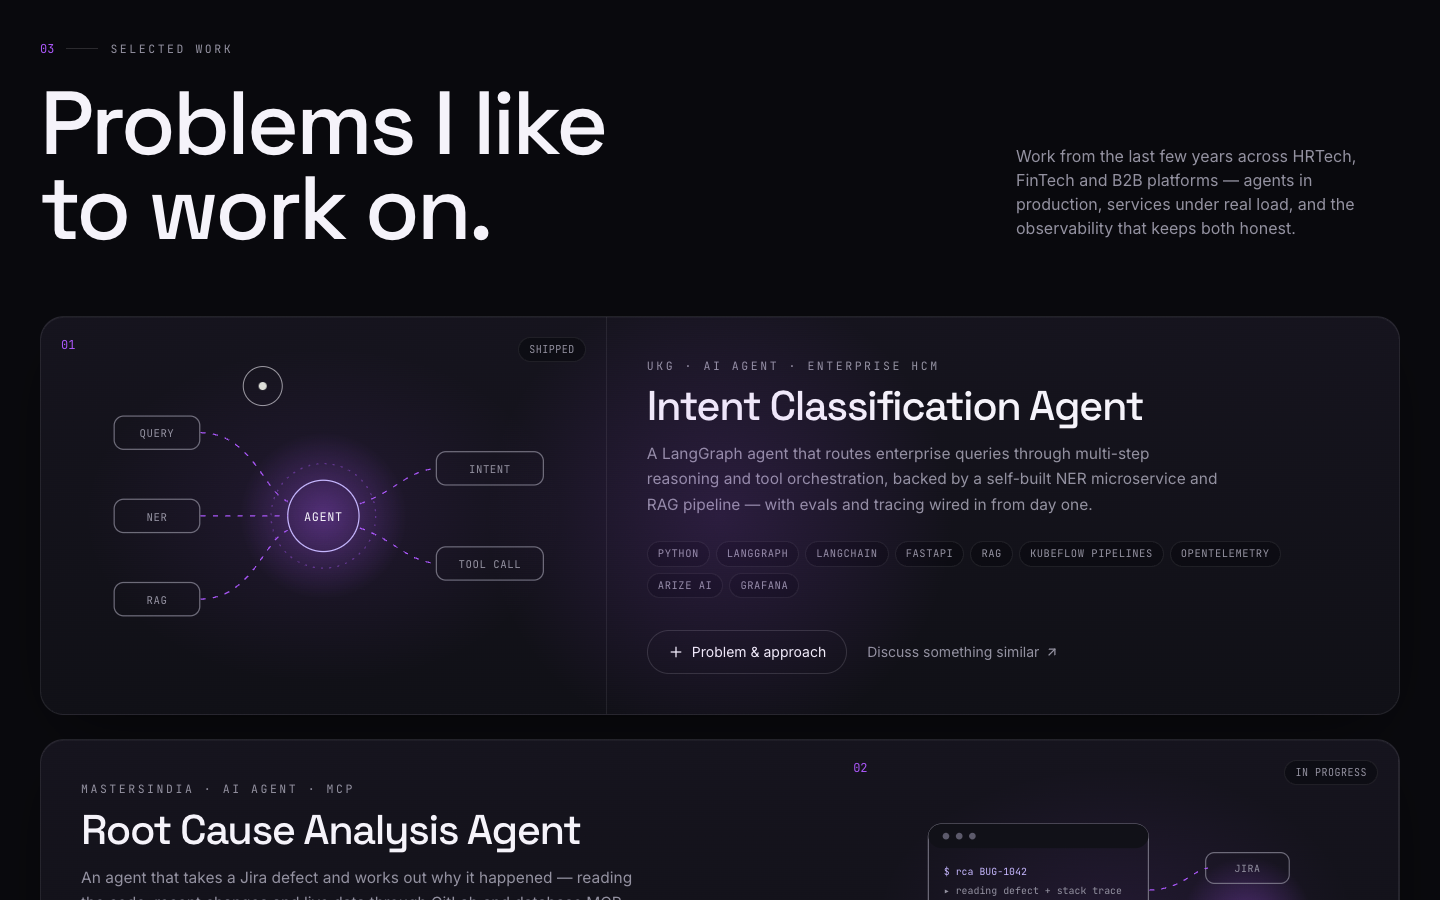 03 SELECTED WORK
Problems I like
to work on.
Work from the last few years across HRTech,
FinTech and B2B platforms — agents in
production, services under real load, and the
observability that keeps both honest.
01
SHIPPED
QUERY
NER
RAG
AGENT
INTENT
TOOL CALL
UKG · AI AGENT · ENTERPRISE HCM
Intent Classification Agent
A LangGraph agent that routes enterprise queries through multi-step
reasoning and tool orchestration, backed by a self-built NER microservice and
RAG pipeline — with evals and tracing wired in from day one.
PYTHON LANGGRAPH LANGCHAIN FASTAPI RAG KUBEFLOW PIPELINES OPENTELEMETRY
ARIZE AI GRAFANA
+ Problem & approach Discuss something similar ↗
MASTERSINDIA · AI AGENT · MCP
Root Cause Analysis Agent
An agent that takes a Jira defect and works out why it happened — reading
02
IN PROGRESS
$ rca BUG-1042
▸ reading defect + stack trace
JIRA